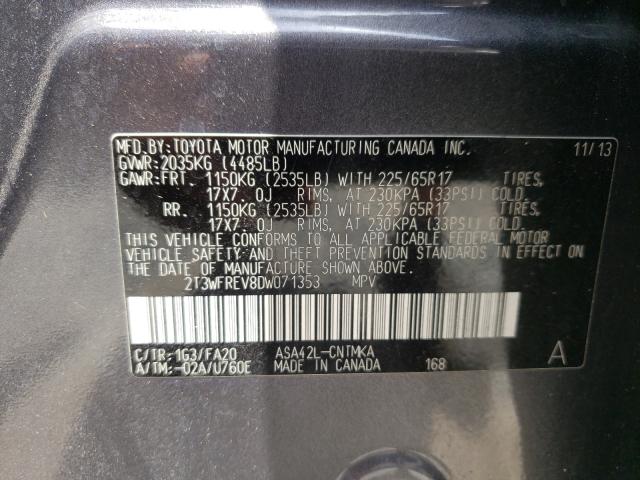 MFD.BY:TOYOTA MOTOR MANUFACTURING CANADA INC. 11/13
GVWR:2035KG (4485LB)
GAWR:FRT. 1150KG (2535LB) WITH 225/65R17 TIRES,
17X7.0J RIMS, AT 230KPA (33PSI) COLD.
RR. 1150KG (2535LB) WITH 225/65R17 TIRES,
17X7.0J RIMS, AT 230KPA (33PSI) COLD.
THIS VEHICLE CONFORMS TO ALL APPLICABLE FEDERAL MOTOR
VEHICLE SAFETY AND THEFT PREVENTION STANDARDS IN EFFECT ON
THE DATE OF MANUFACTURE SHOWN ABOVE.
2T3WFREV8DW071353 MPV
C/TR:1G3/FA20 ASA42L-CNTMKA A
A/TM:-02A/U760E MADE IN CANADA 168